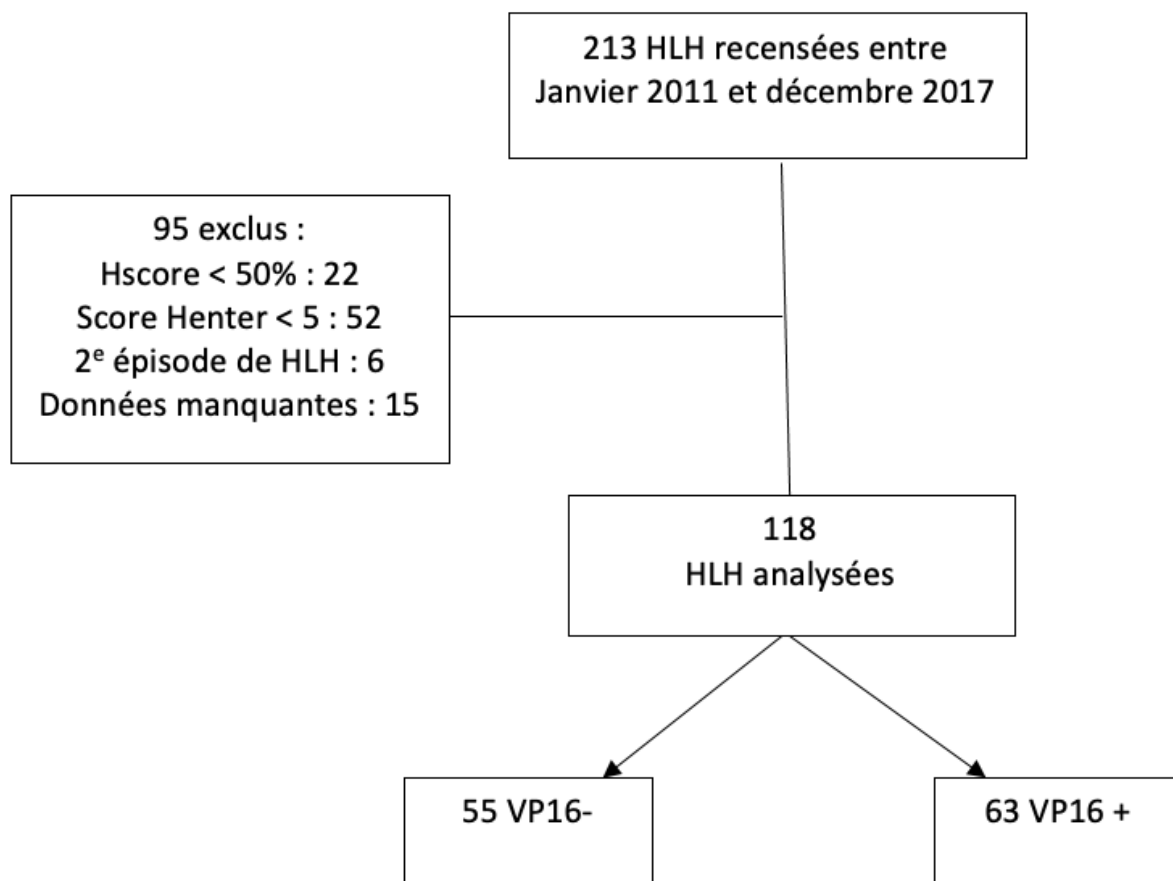 213 HLH recensées entre
Janvier 2011 et décembre 2017
95 exclus :
Hscore < 50% : 22
Score Henter < 5 : 52
2e épisode de HLH : 6
Données manquantes : 15
118
HLH analysées
55 VP16-
63 VP16 +